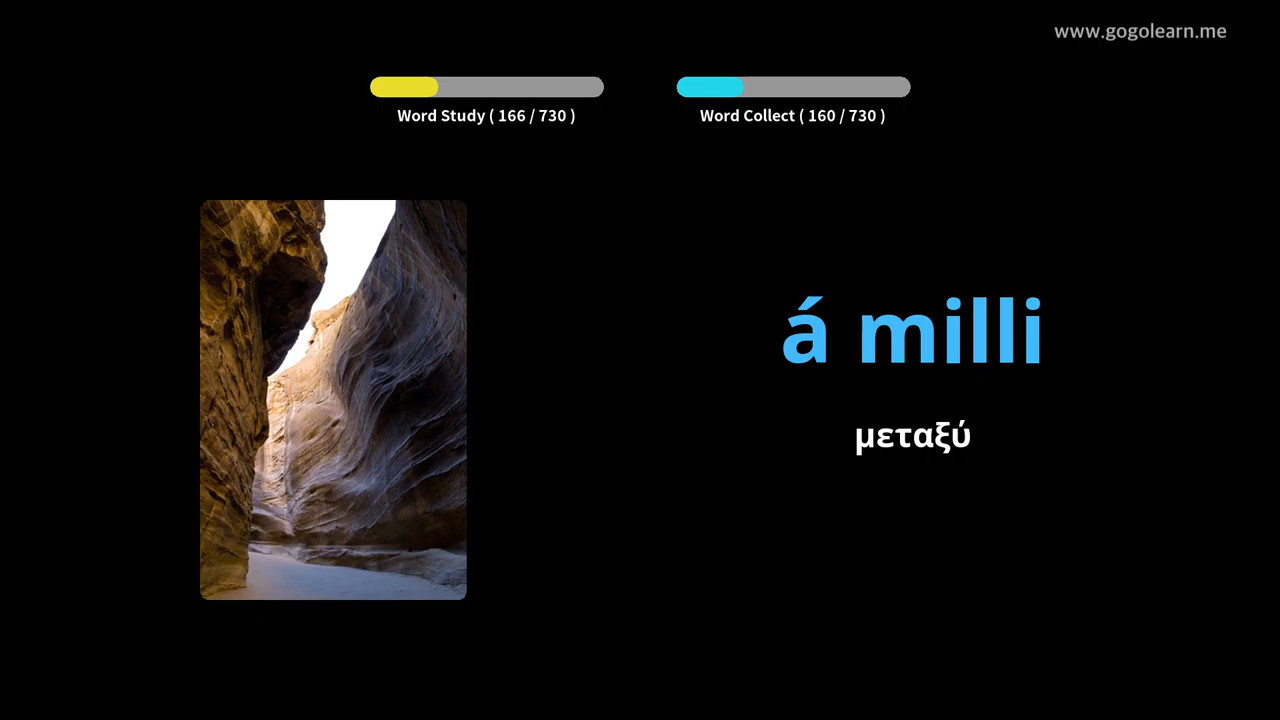 www.gogolearn.me
Word Study ( 166 / 730 )
Word Collect ( 160 / 730 )
á milli
μεταξύ